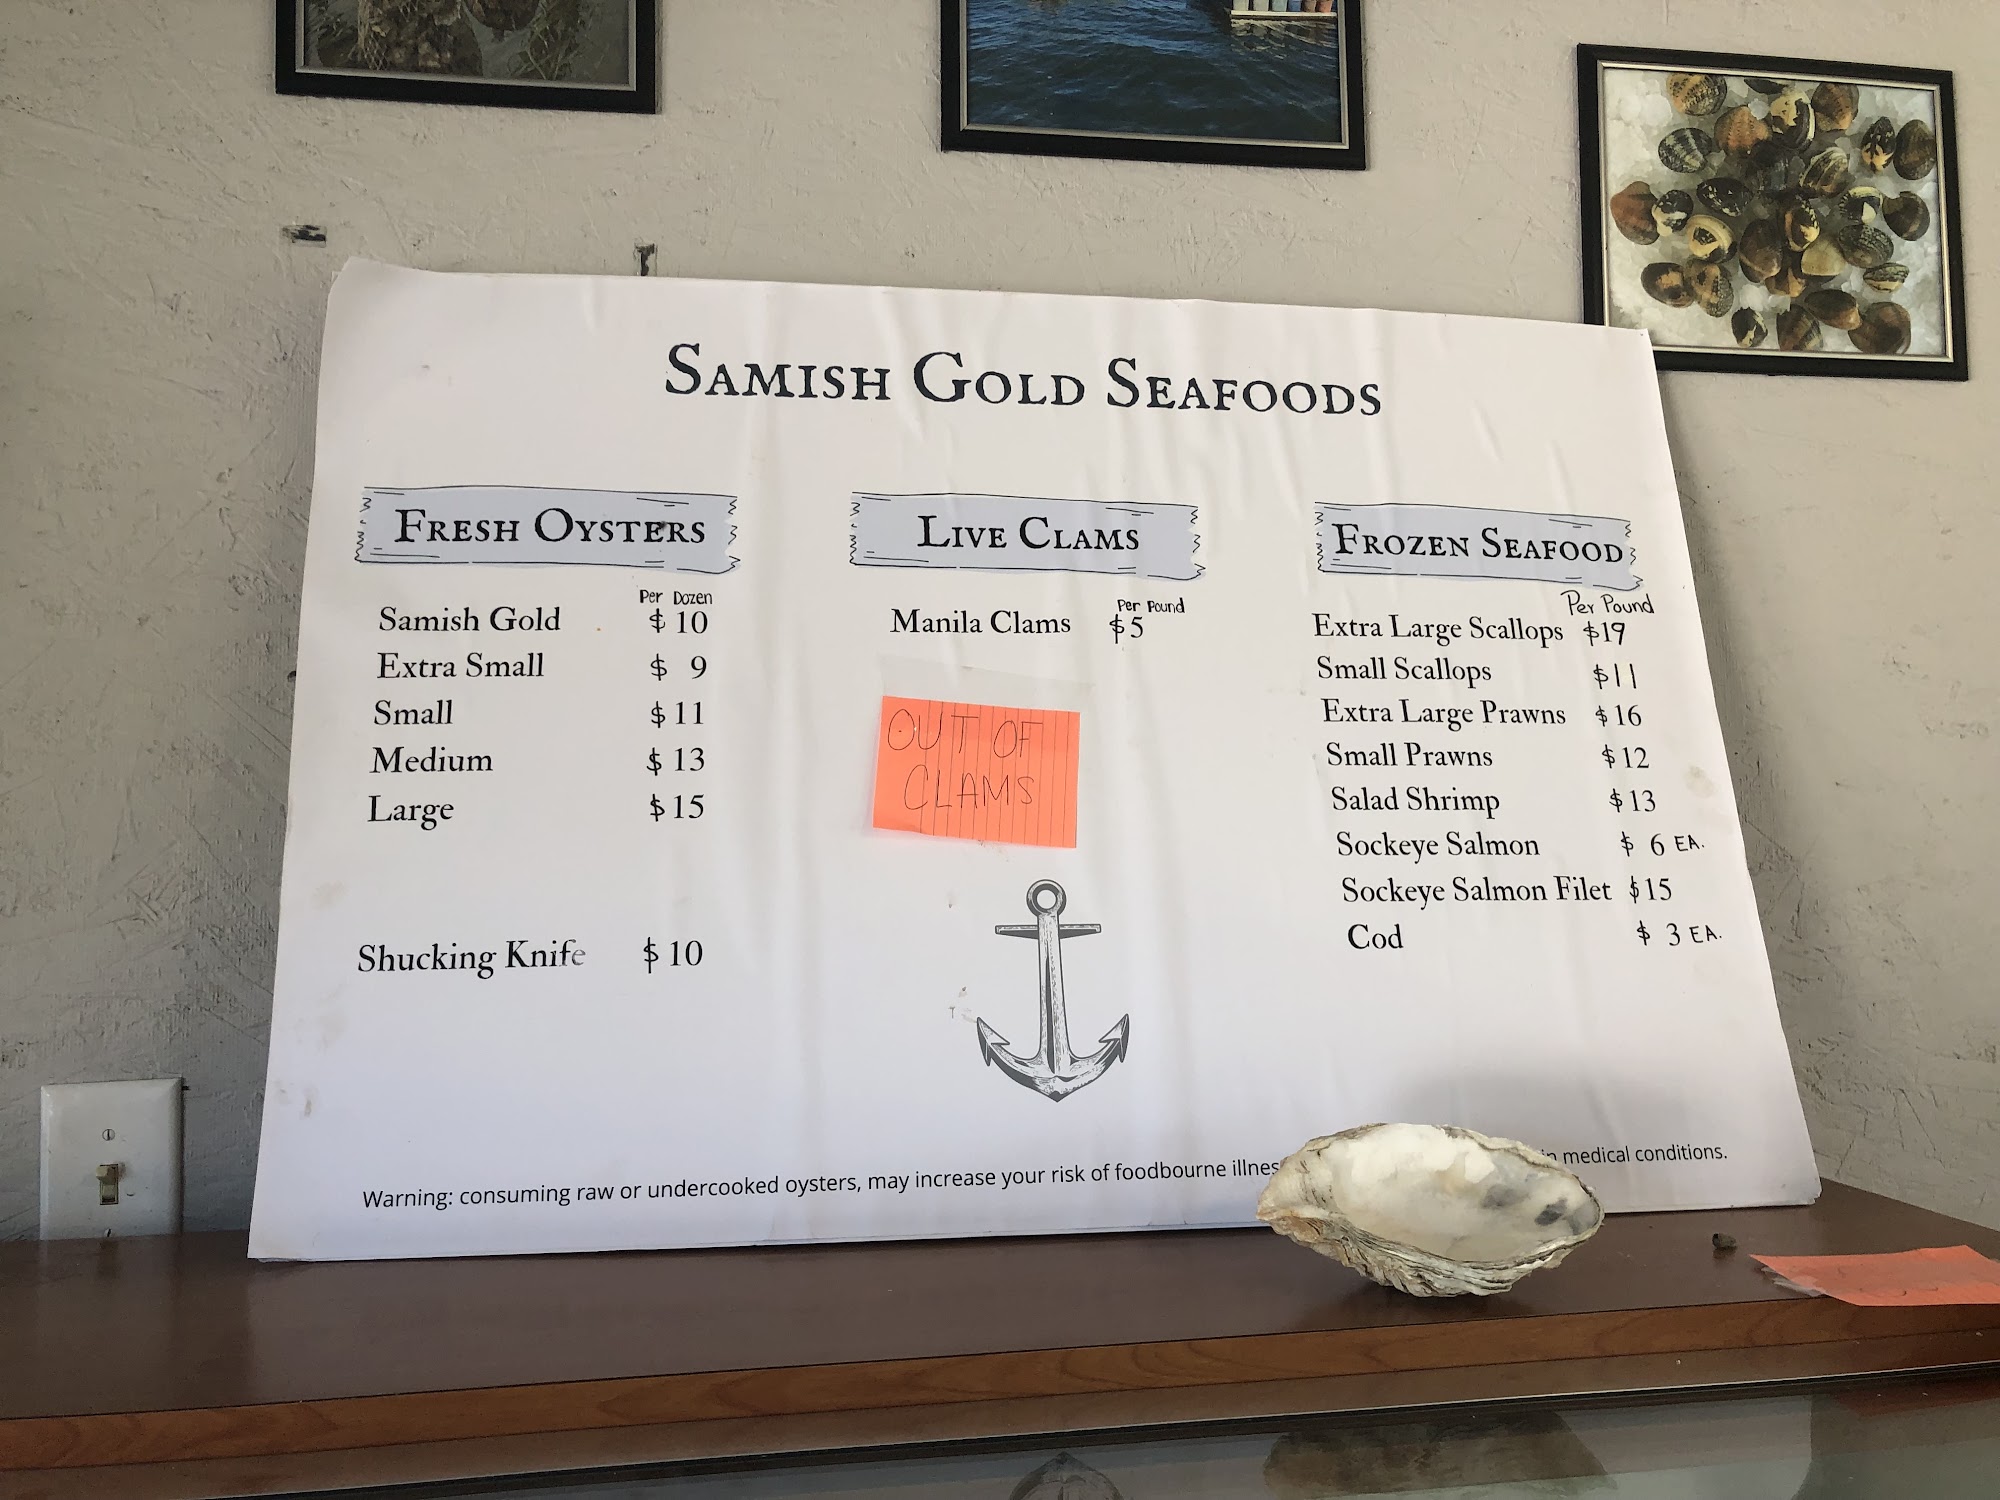 SAMISH GOLD SEAFOODS
FRESH OYSTERS
Per Dozen
Samish Gold $ 10
Extra Small $ 9
Small $ 11
Medium $ 13
Large $ 15
Shucking Knife $ 10
LIVE CLAMS
Per Pound
Manila Clams $5
OUT OF
CLAMS
FROZEN SEAFOOD
Per Pound
Extra Large Scallops $19
Small Scallops $11
Extra Large Prawns $16
Small Prawns $12
Salad Shrimp $13
Sockeye Salmon $ 6 EA.
Sockeye Salmon Filet $15
Cod $ 3 EA.
Warning: consuming raw or undercooked oysters, may increase your risk of foodbourne medical conditions.